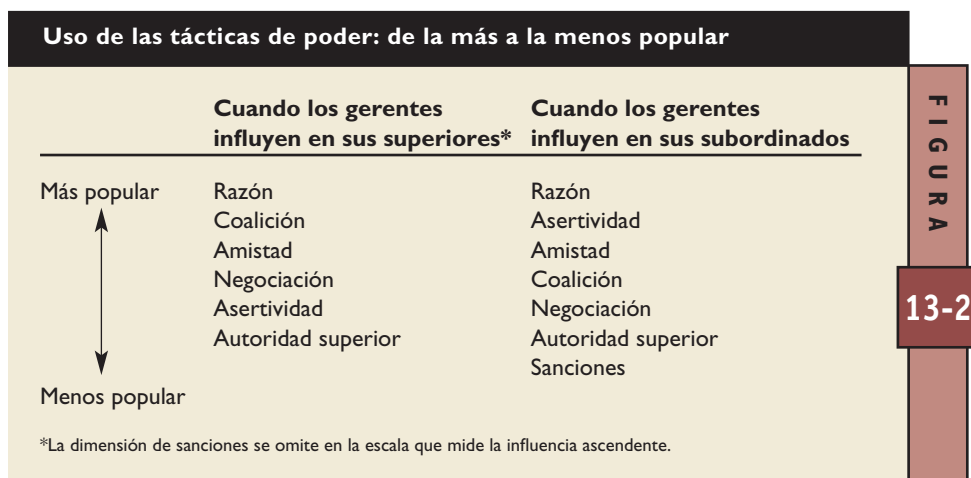 Uso de las tácticas de poder: de la más a la menos popular
Cuando los gerentes influyen en sus superiores*
Cuando los gerentes influyen en sus subordinados
Más popular
Razón
Razón
Coalición
Asertividad
Amistad
Amistad
Negociación
Coalición
Asertividad
Negociación
Autoridad superior
Autoridad superior
Sanciones
Menos popular
*La dimensión de sanciones se omite en la escala que mide la influencia ascendente.
FIGURA
13-2